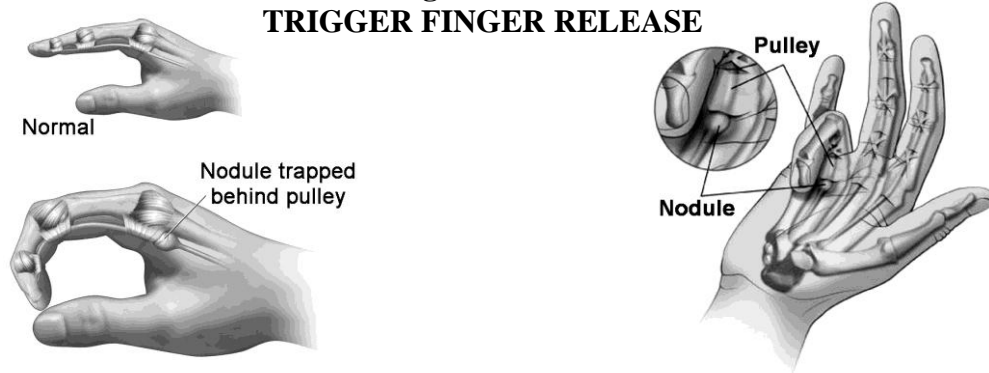 TRIGGER FINGER RELEASE
Normal
Nodule trapped
behind pulley
Pulley
Nodule